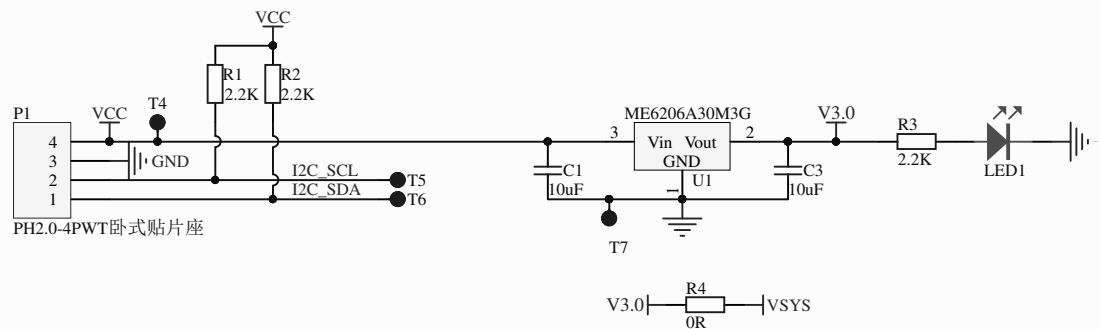 VCC
R1
2.2K
R2
2.2K
P1
VCC
T4
4
3
2
1
GND
I2C_SCL
I2C_SDA
T5
T6
PH2.0-4PWT卧式贴片座
ME6206A30M3G
3
Vin
Vout
2
GND
1
U1
C1
10uF
T7
C3
10uF
V3.0
R3
2.2K
LED1
V3.0
R4
0R
VSYS